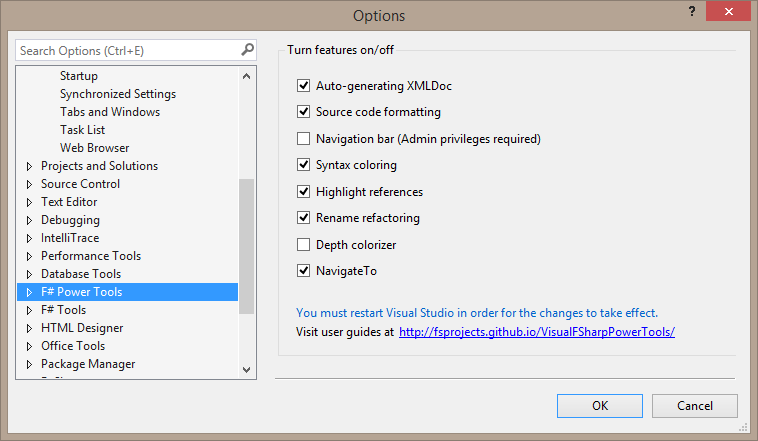 Options
?
Search Options (Ctrl+E)
Startup
Synchronized Settings
Tabs and Windows
Task List
Web Browser
Projects and Solutions
Source Control
Text Editor
Debugging
IntelliTrace
Performance Tools
Database Tools
F# Power Tools
F# Tools
HTML Designer
Office Tools
Package Manager
Turn features on/off
Auto-generating XMLDoc
Source code formatting
Navigation bar (Admin privileges required)
Syntax coloring
Highlight references
Rename refactoring
Depth colorizer
NavigateTo
You must restart Visual Studio in order for the changes to take effect.
Visit user guides at http://fsprojects.github.io/VisualFSharpPowerTools/
OK
Cancel